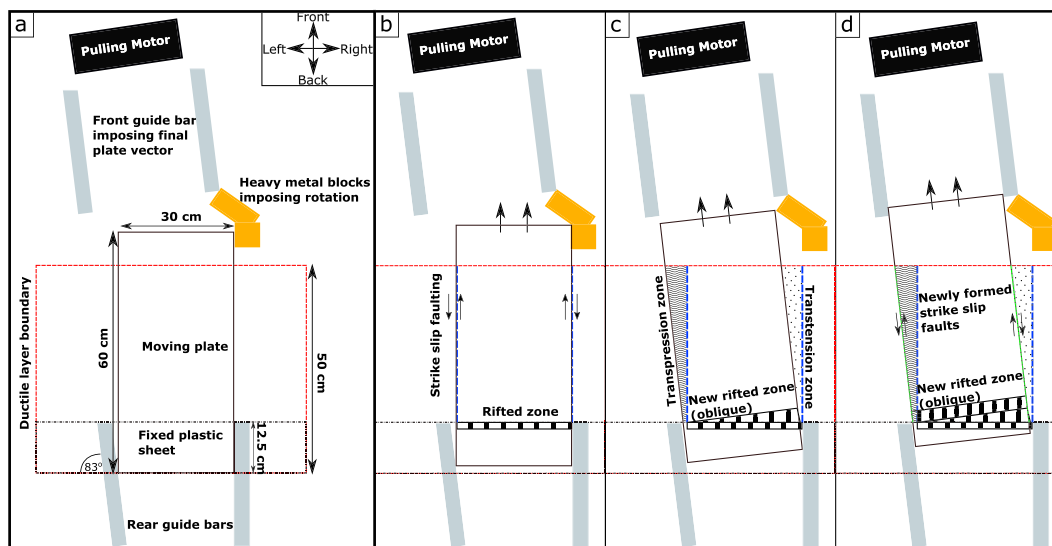 a
Pulling Motor
Front
Left
Right
Back
Front guide bar
imposing final
plate vector
Heavy metal blocks
imposing rotation
30 cm
Ductile layer boundary
60 cm
Moving plate
50 cm
Fixed plastic
sheet
12.5 cm
83°
Rear guide bars
b
Pulling Motor
Strike slip faulting
Rifted zone
c
Pulling Motor
Transpression zone
Transtension zone
New rifted zone
(oblique)
d
Pulling Motor
Newly formed
strike slip
faults
New rifted zone
(oblique)